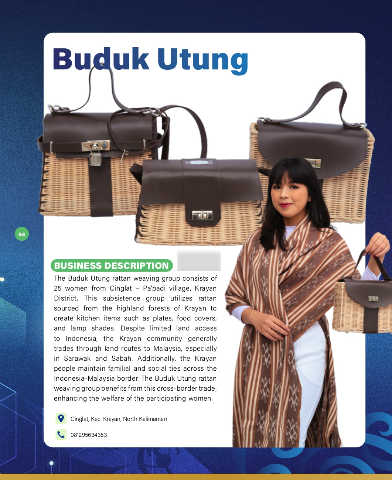 Buduk Utung
BUSINESS DESCRIPTION
The Buduk Utung rattan weaving group consists of
25 women from Cinglat – Pa'badi village, Krayan
District. This subsistence group utilizes rattan
sourced from the highland forests of Krayan to
create kitchen items such as plates, food covers,
and lamp shades. Despite limited land access
to Indonesia, the Krayan community generally
trades through land routes to Malaysia, especially
in Sarawak and Sabah. Additionally, the Krayan
people maintain familial and social ties across the
Indonesia-Malaysia border. The Buduk Utung rattan
weaving group benefits from this cross-border trade,
enhancing the welfare of the participating women.
Cinglat, Kec. Krayan, North Kalimantan